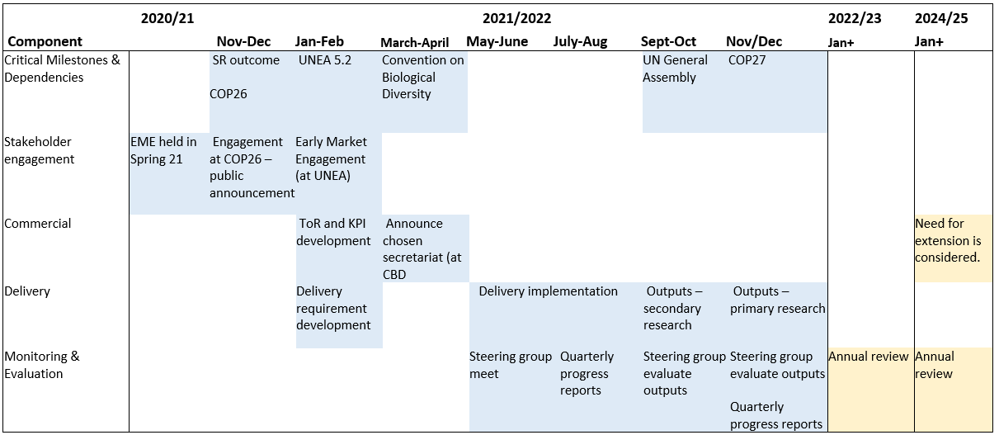 2020/21 2021/2022 2022/23 2024/25
Component Nov-Dec Jan-Feb March-April May-June July-Aug Sept-Oct Nov/Dec Jan+ Jan+
Critical Milestones &
Dependencies
SR outcome
COP26
UNEA 5.2
Convention on
Biological
Diversity
UN General
Assembly
COP27
Stakeholder
engagement
EME held in
Spring 21
Engagement
at COP26 –
public
announcement
Early Market
Engagement
(at UNEA)
Commercial
ToR and KPI
development
Announce
chosen
secretariat (at
CBD
Need for
extension is
considered.
Delivery
Delivery
requirement
development
Delivery implementation
Outputs –
secondary
research
Outputs –
primary research
Monitoring &
Evaluation
Steering group
meet
Quarterly
progress
reports
Steering group
evaluate
outputs
Steering group
evaluate outputs
Quarterly
progress reports
Annual review
Annual
review